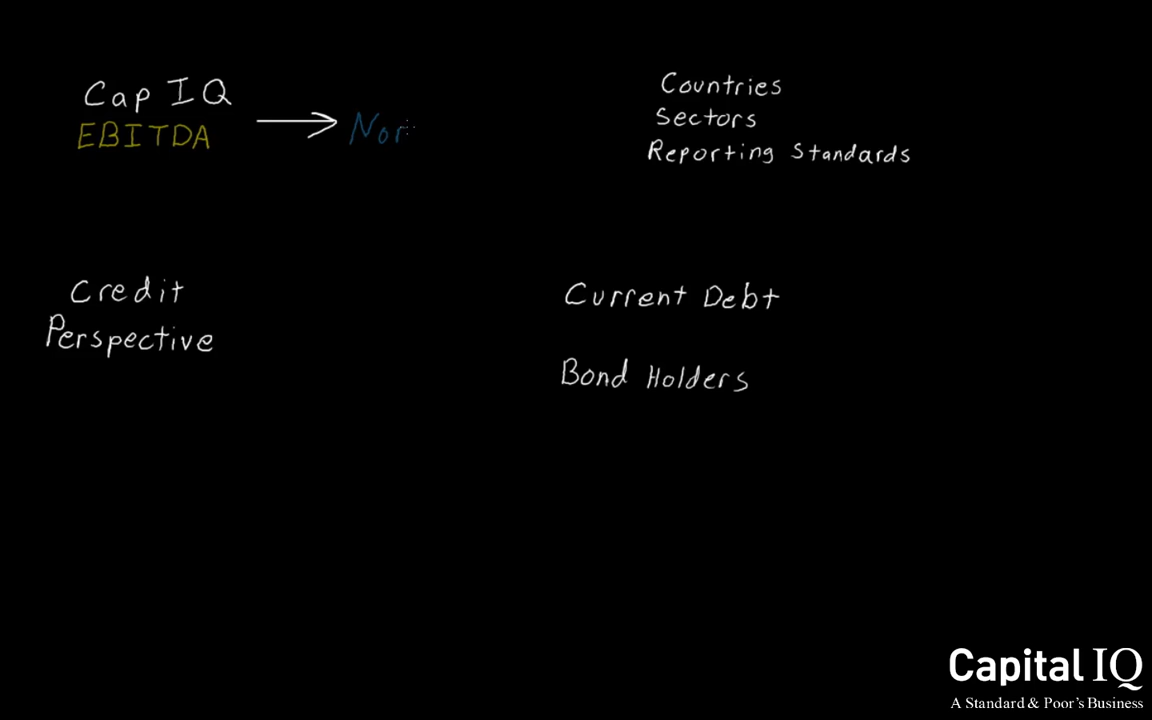 Cap IQ
EBITDA
Nor
Countries
Sectors
Reporting Standards
Credit
Perspective
Current Debt
Bond Holders
Capital IQ
A Standard & Poor's Business